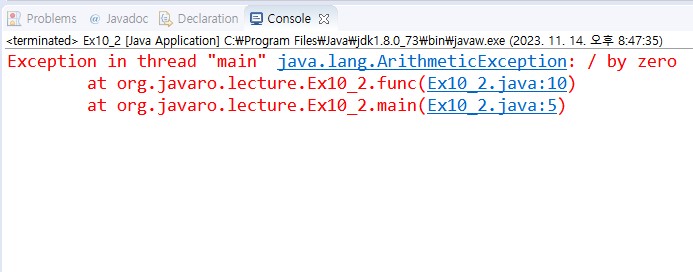 Problems @ Javadoc Declaration Console
<terminated> Ex10_2 [Java Application] C:₩Program Files₩Java₩jdk1.8.0_73₩bin₩javaw.exe (2023. 11. 14. 오후 8:47:35)
Exception in thread "main" java.lang.ArithmeticException: / by zero
at org.javaro.lecture.Ex10_2.func(Ex10_2.java:10)
at org.javaro.lecture.Ex10_2.main(Ex10_2.java:5)